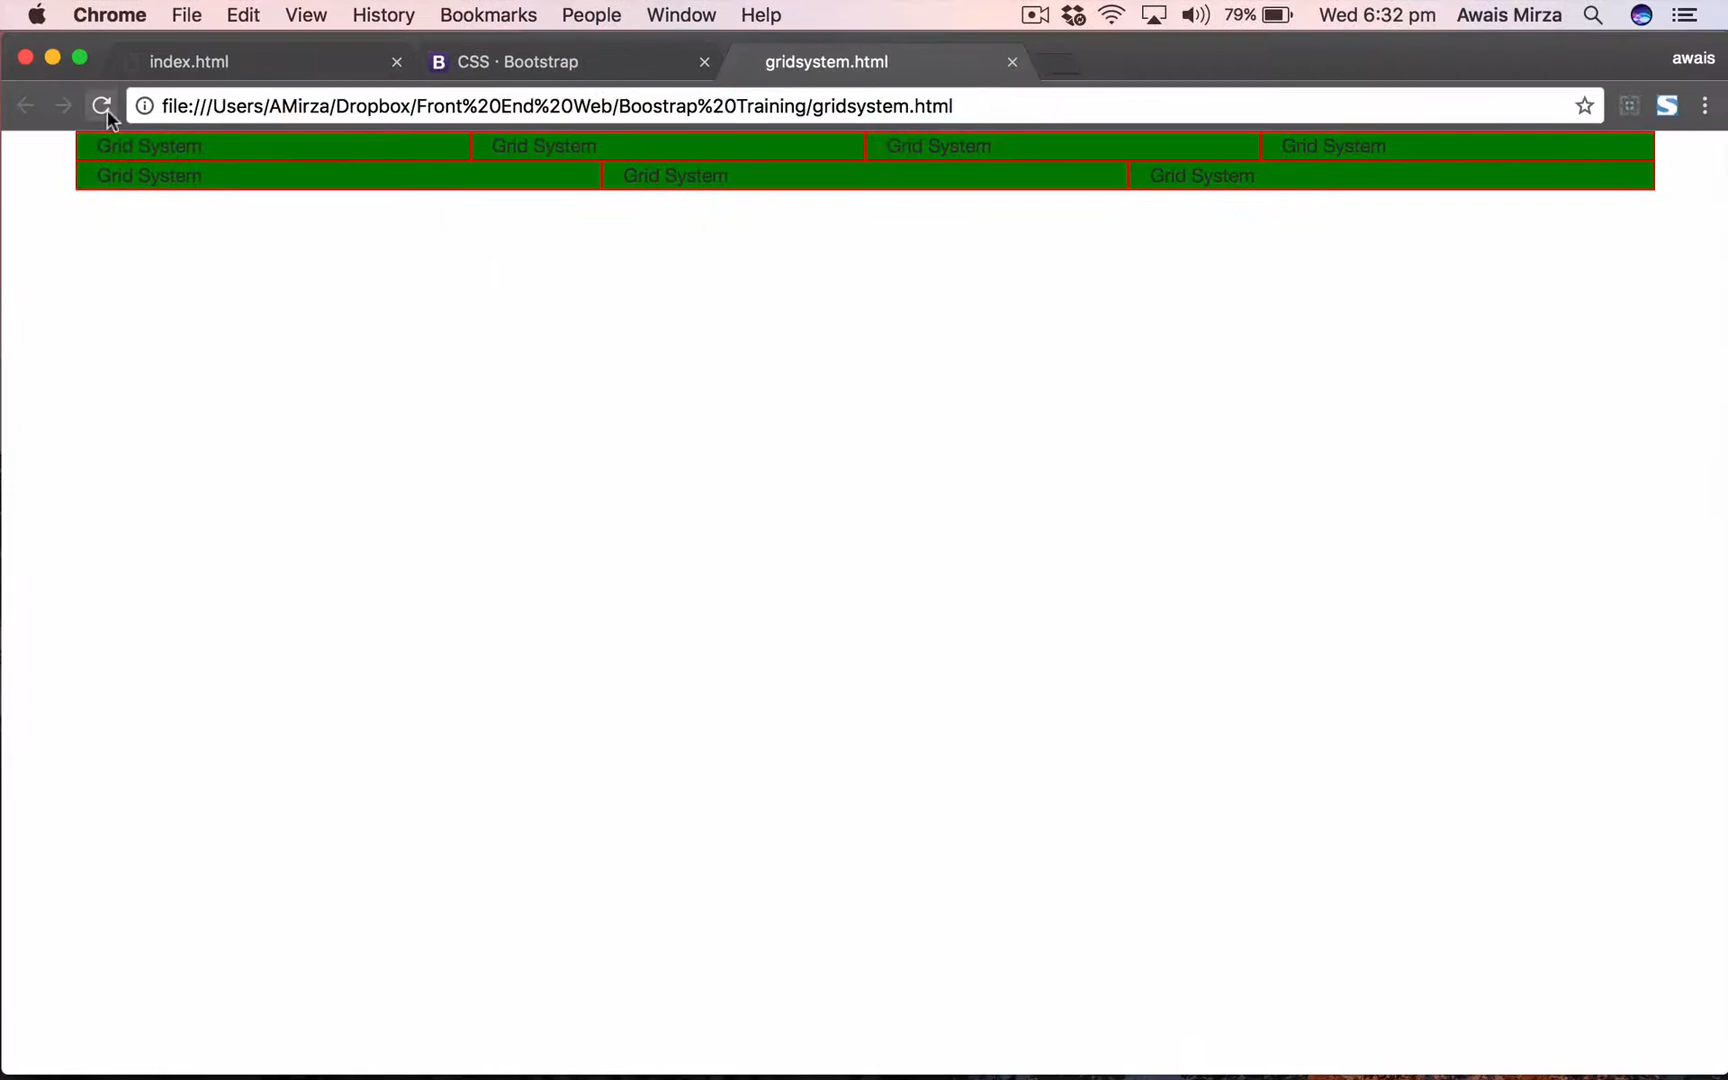 Chrome File Edit View History Bookmarks People Window Help 79% Wed 6:32 pm Awais Mirza
index.html B CSS · Bootstrap gridsystem.html awais
file:///Users/AMirza/Dropbox/Front%20End%20Web/Boostrap%20Training/gridsystem.html S
Grid System Grid System Grid System Grid System
Grid System Grid System Grid System